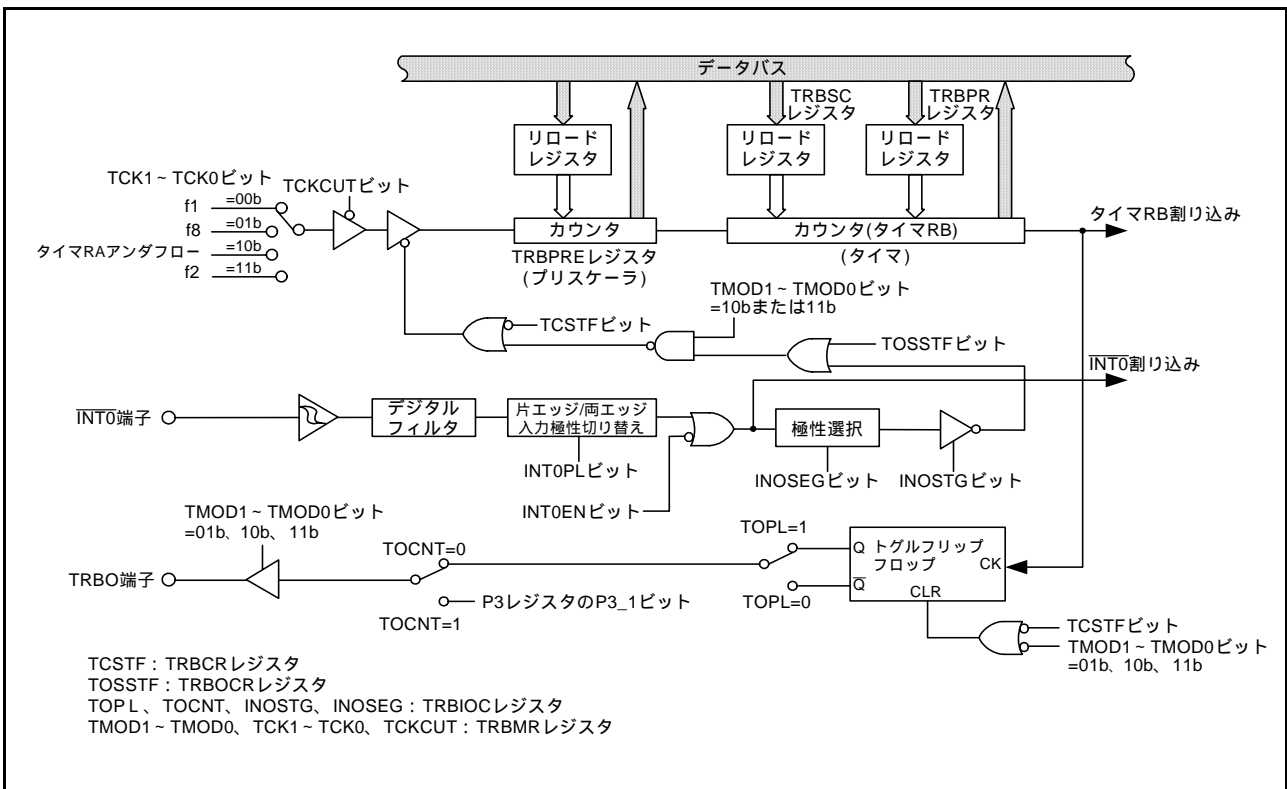 データバス
TRBSC
レジスタ
TRBPR
レジスタ
リロード
レジスタ
リロード
レジスタ
リロード
レジスタ
TCK1~TCK0ビット
TCKCUTビット
f1
=00b
f8
=01b
タイマRAアンダフロー
=10b
f2
=11b
カウンタ
TRBPREレジスタ
(プリスケーラ)
カウンタ(タイマRB)
(タイマ)
タイマRB割り込み
TMOD1~TMOD0ビット
=10bまたは11b
TCSTFビット
TOSSTFビット
INT0割り込み
INT0端子
デジタル
フィルタ
片エッジ/両エッジ
入力極性切り替え
極性選択
INT0PLビット
INOSEGビット
INOSTGビット
INT0ENビット
TMOD1~TMOD0ビット
=01b、10b、11b
TOCNT=0
TOPL=1
Q
トグルフリップ
フロップ
CK
TRBO端子
Q
CLR
P3レジスタのP3_1ビット
TOPL=0
TOCNT=1
TCSTFビット
TMOD1~TMOD0ビット
=01b、10b、11b
TCSTF:TRBCRレジスタ
TOSSTF:TRBOCRレジスタ
TOPL、TOCNT、INOSTG、INOSEG:TRBIOCレジスタ
TMOD1~TMOD0、TCK1~TCK0、TCKCUT:TRBMRレジスタ